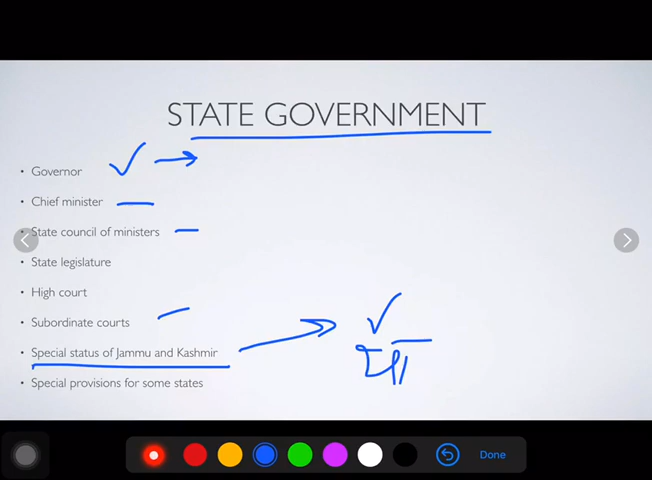 STATE GOVERNMENT
• Governor
• Chief minister
• State council of ministers
• State legislature
• High court
• Subordinate courts
• Special status of Jammu and Kashmir
• Special provisions for some states
Done